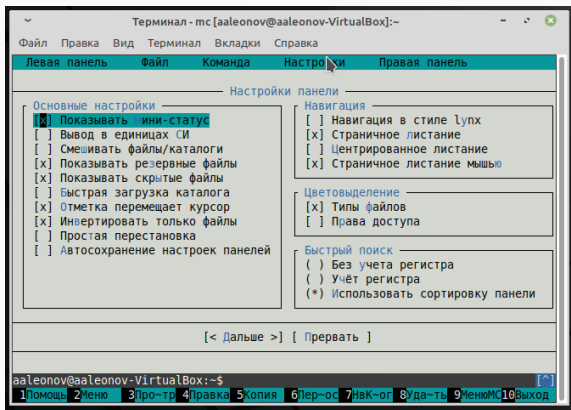 Терминал - mc [aaleonov@aaleonov-VirtualBox]:~
Файл Правка Вид Терминал Вкладки Справка
Левая панель Файл Команда Настройки Правая панель
Настройки панели
Основные настройки
[x] Показывать мини-статус
[ ] Вывод в единицах СИ
[ ] Смешивать файлы/каталоги
[x] Показывать резервные файлы
[x] Показывать скрытые файлы
[ ] Быстрая загрузка каталога
[x] Отметка перемещает курсор
[x] Инвертировать только файлы
[ ] Простая перестановка
[ ] Автосохранение настроек панелей
Навигация
[ ] Навигация в стиле lynx
[x] Страничное листание
[ ] Центрированное листание
[x] Страничное листание мышью
Цветовыделение
[x] Типы файлов
[ ] Права доступа
Быстрый поиск
( ) Без учета регистра
( ) Учёт регистра
(*) Использовать сортировку панели
[< Дальше >] [ Прервать ]
aaleonov@aaleonov-VirtualBox:~$ [^]
1Помощь 2Меню 3Про~тр 4Правка 5Копия 6Пер~ос 7НвК~ог 8Уда~ть 9МенюМС 10Выход